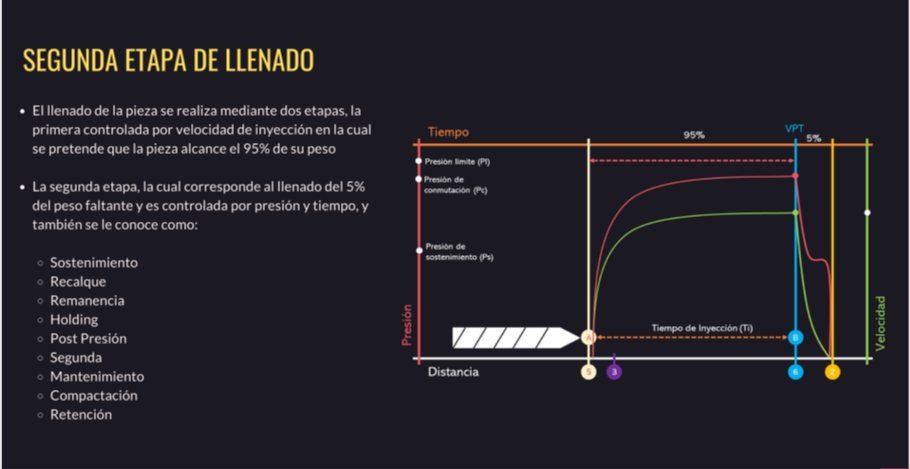 SEGUNDA ETAPA DE LLENADO
• El llenado de la pieza se realiza mediante dos etapas, la
primera controlada por velocidad de inyección en la cual
se pretende que la pieza alcance el 95% de su peso
• La segunda etapa, la cual corresponde al llenado del 5%
del peso faltante y es controlada por presión y tiempo, y
también se le conoce como:
○ Sostenimiento
○ Recalque
○ Remanencia
○ Holding
○ Post Presión
○ Segunda
○ Mantenimiento
○ Compactación
○ Retención
Tiempo
95%
VPT
5%
Presión límite (Pl)
Presión de
conmutación (Pc)
Presión de
sostenimiento (Ps)
Presión
Velocidad
A
Tiempo de Inyección (Ti)
B
Distancia
5
3
6
2